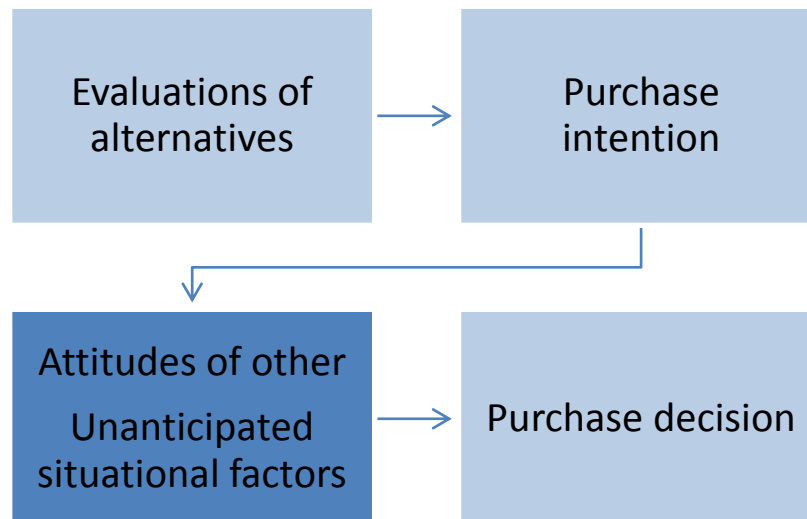 Evaluations of
alternatives
Purchase
intention
Attitudes of other
Unanticipated
situational factors
Purchase decision